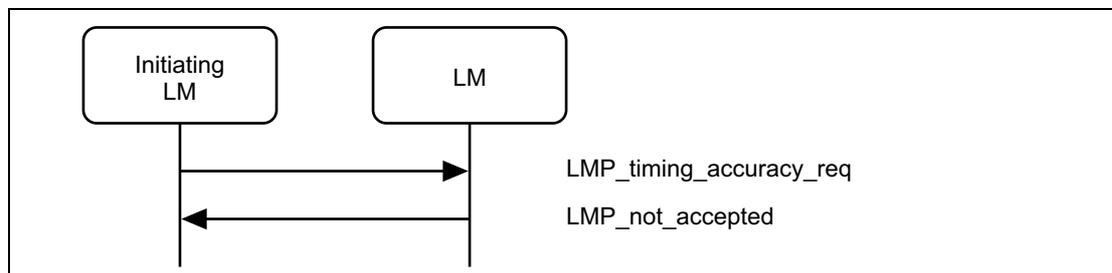 Initiating
LM
LM
LMP_timing_accuracy_req
LMP_not_accepted